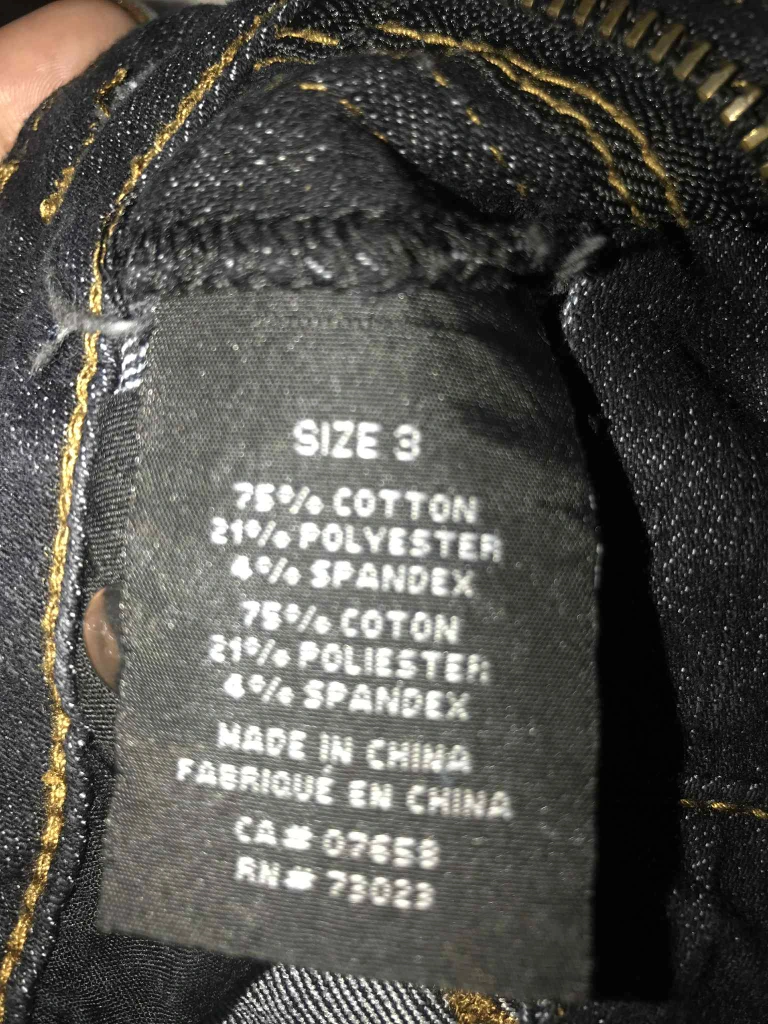 SIZE 3
75% COTTON
21% POLYESTER
4% SPANDEX
75% COTON
21% POLIESTER
4% SPANDEX
MADE IN CHINA
FABRIQUE EN CHINA
CA# 07658
RN# 73023